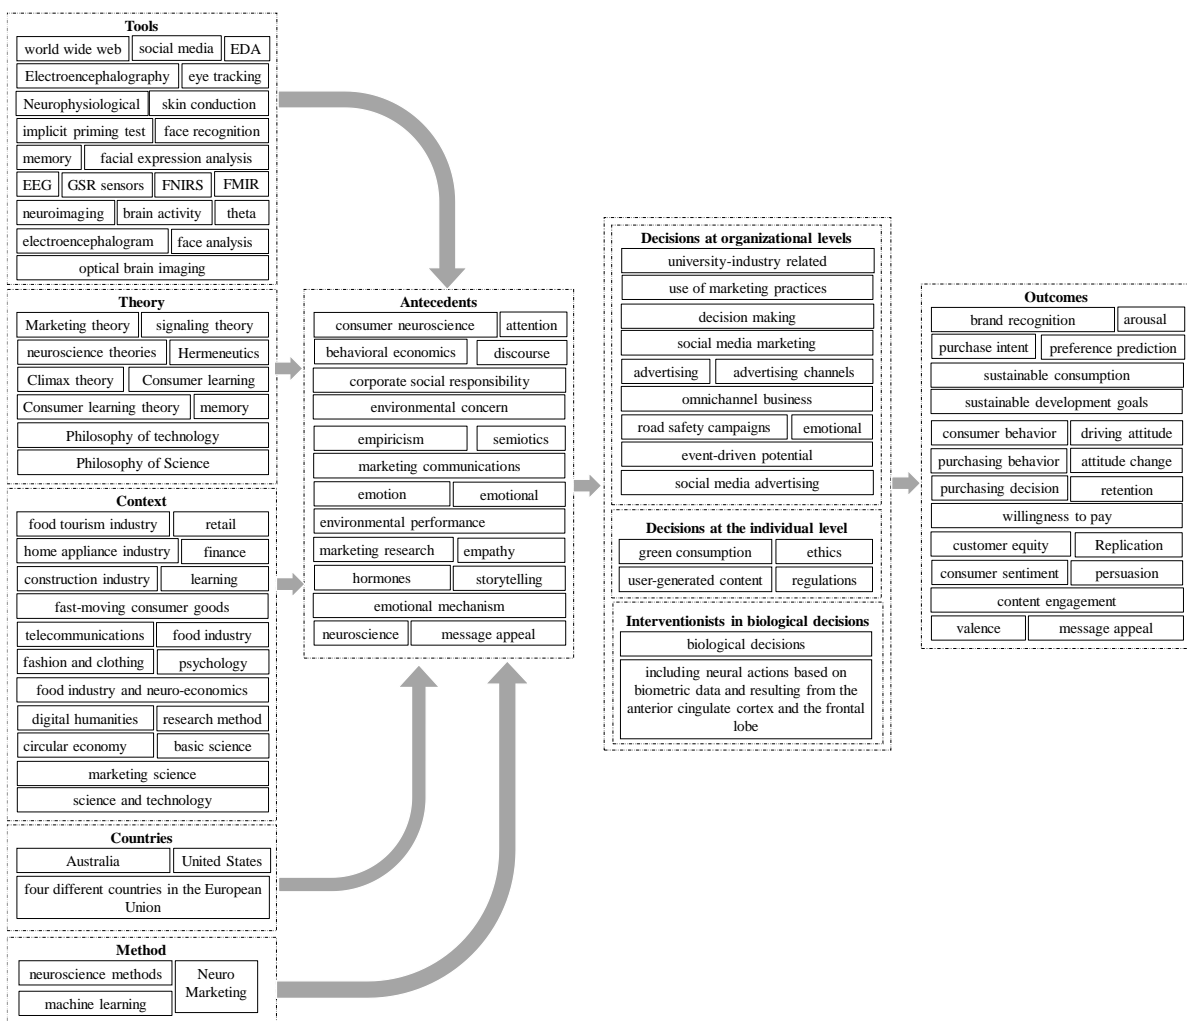 Tools
world wide web
social media
EDA
Electroencephalography
eye tracking
Neurophysiological
skin conduction
implicit priming test
face recognition
memory
facial expression analysis
EEG
GSR sensors
FNIRS
FMIR
neuroimaging
brain activity
theta
electroencephalogram
face analysis
optical brain imaging
Theory
Marketing theory
signaling theory
neuroscience theories
Hermeneutics
Climax theory
Consumer learning
Consumer learning theory
memory
Philosophy of technology
Philosophy of Science
Context
food tourism industry
retail
home appliance industry
finance
construction industry
learning
fast-moving consumer goods
telecommunications
food industry
fashion and clothing
psychology
food industry and neuro-economics
digital humanities
research method
circular economy
basic science
marketing science
science and technology
Countries
Australia
United States
four different countries in the European
Union
Method
neuroscience methods
machine learning
Neuro
Marketing
Antecedents
consumer neuroscience
attention
behavioral economics
discourse
corporate social responsibility
environmental concern
empiricism
semiotics
marketing communications
emotion
emotional
environmental performance
marketing research
empathy
hormones
storytelling
emotional mechanism
neuroscience
message appeal
Decisions at organizational levels
university-industry related
use of marketing practices
decision making
social media marketing
advertising
advertising channels
omnichannel business
road safety campaigns
emotional
event-driven potential
social media advertising
Decisions at the individual level
green consumption
ethics
user-generated content
regulations
Interventionists in biological decisions
biological decisions
including neural actions based on
biometric data and resulting from the
anterior cingulate cortex and the frontal
lobe
Outcomes
brand recognition
arousal
purchase intent
preference prediction
sustainable consumption
sustainable development goals
consumer behavior
driving attitude
purchasing behavior
attitude change
purchasing decision
retention
willingness to pay
customer equity
Replication
consumer sentiment
persuasion
content engagement
valence
message appeal